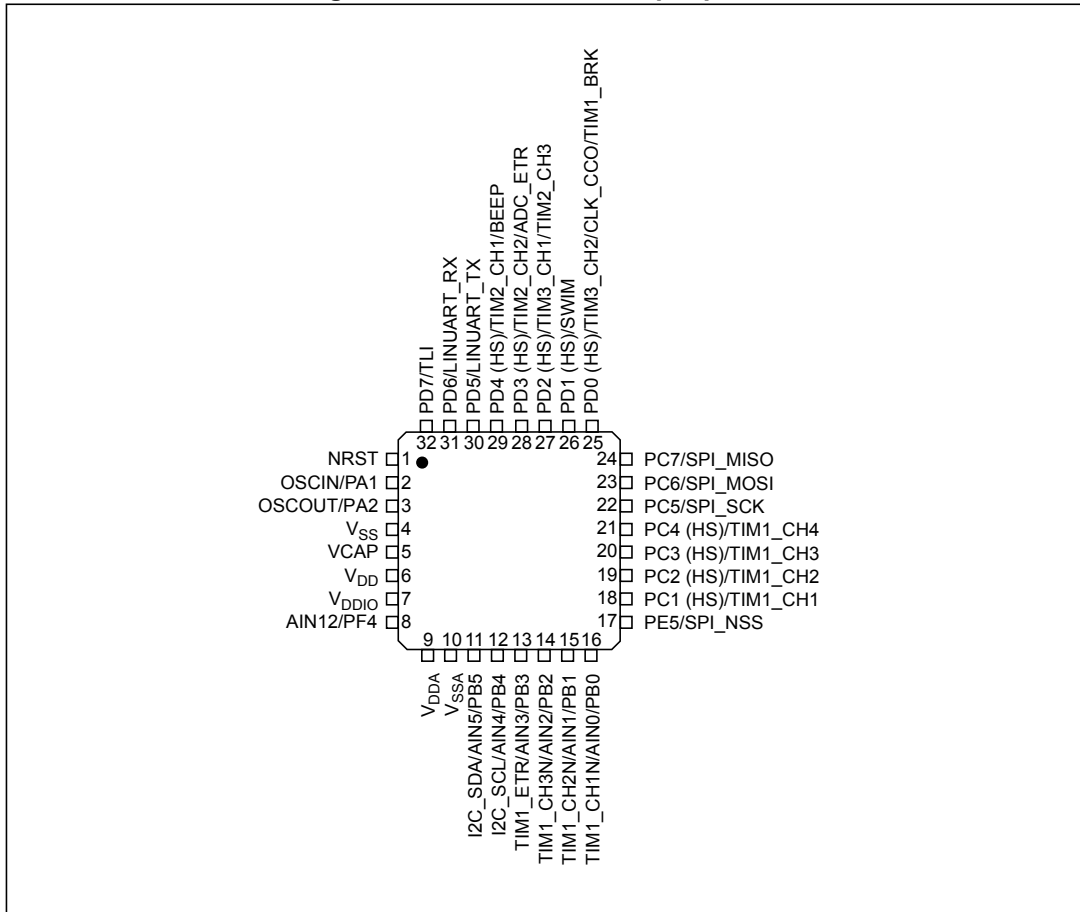 PD7/TLI
PD6/LINUART_RX
PD5/LINUART_TX
PD4 (HS)/TIM2_CH1/BEEP
PD3 (HS)/TIM2_CH2/ADC_ETR
PD2 (HS)/TIM3_CH1/TIM2_CH3
PD1 (HS)/SWIM
PD0 (HS)/TIM3_CH2/CLK_CCO/TIM1_BRK
32 31 30 29 28 27 26 25
NRST 1
OSCIN/PA1 2
OSCOUT/PA2 3
VSS 4
VCAP 5
VDD 6
VDDIO 7
AIN12/PF4 8
24 PC7/SPI_MISO
23 PC6/SPI_MOSI
22 PC5/SPI_SCK
21 PC4 (HS)/TIM1_CH4
20 PC3 (HS)/TIM1_CH3
19 PC2 (HS)/TIM1_CH2
18 PC1 (HS)/TIM1_CH1
17 PE5/SPI_NSS
9 10 11 12 13 14 15 16
VDDA
VSSA
I2C_SDA/AIN5/PB5
I2C_SCL/AIN4/PB4
TIM1_ETR/AIN3/PB3
TIM1_CH3N/AIN2/PB2
TIM1_CH2N/AIN1/PB1
TIM1_CH1N/AIN0/PB0